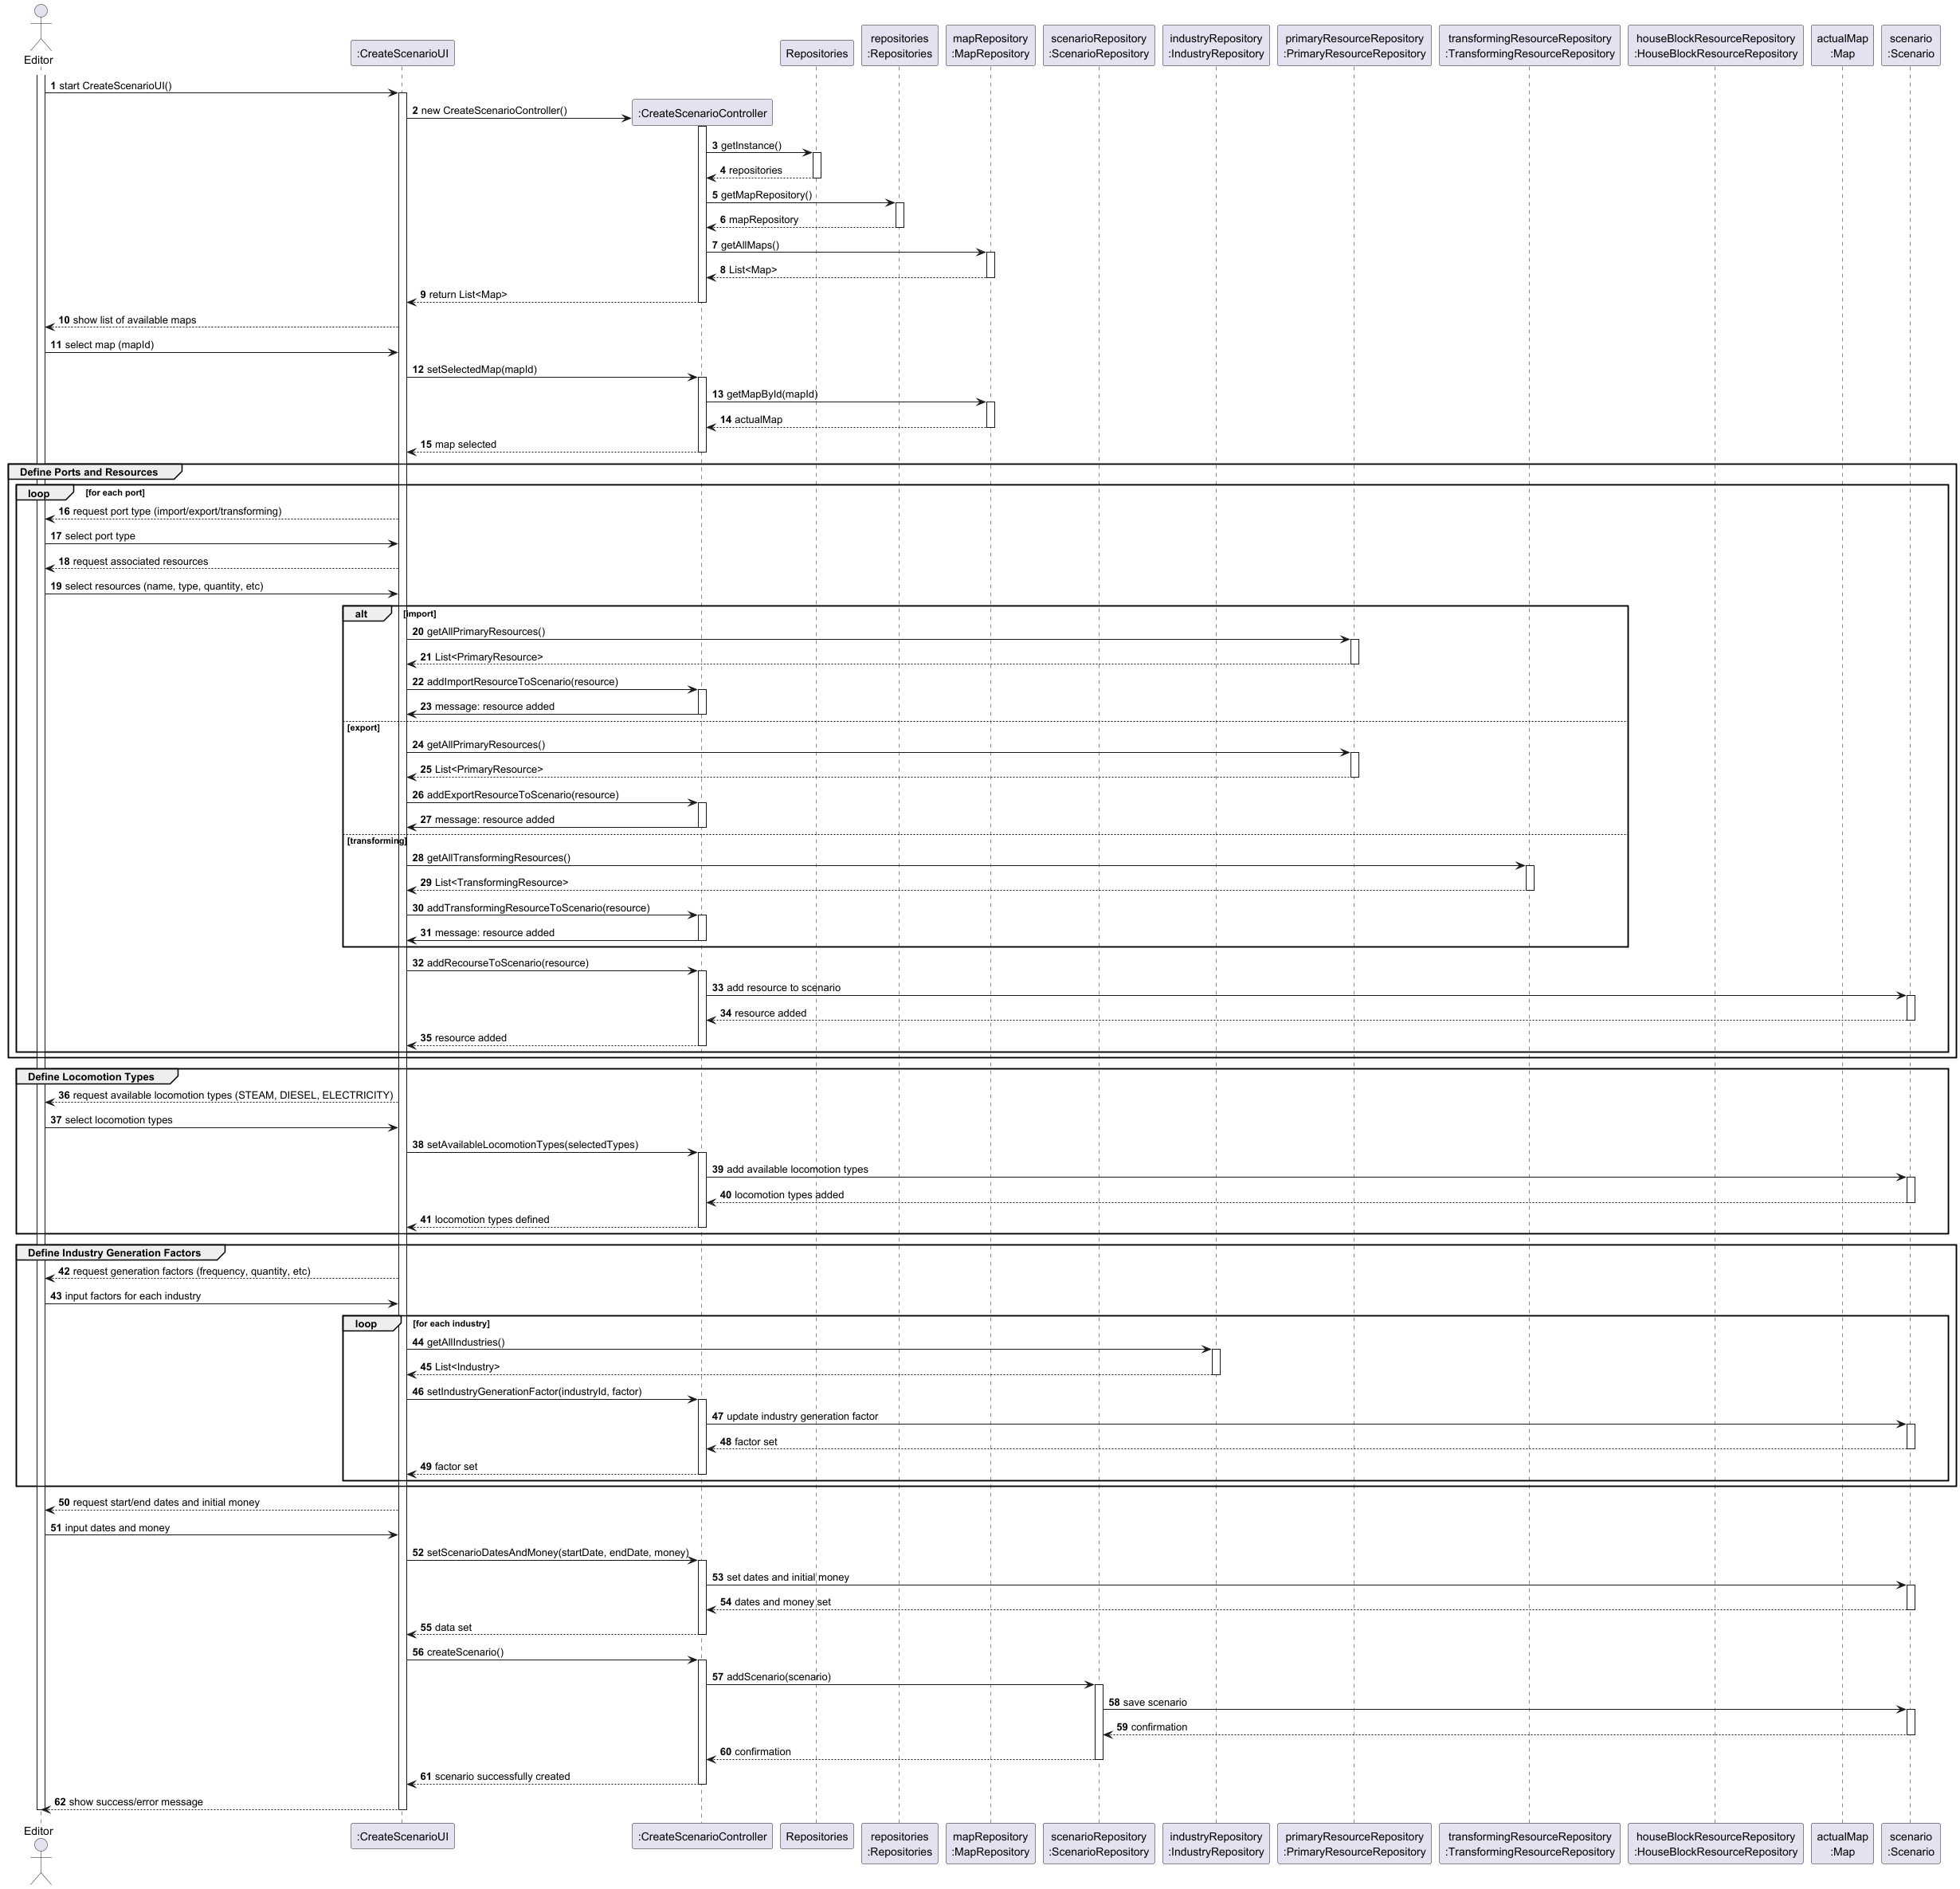 Editor
:CreateScenarioUI
Repositories
repositories
:Repositories
mapRepository
:MapRepository
scenarioRepository
:ScenarioRepository
industryRepository
:IndustryRepository
primaryResourceRepository
:PrimaryResourceRepository
transformingResourceRepository
:TransformingResourceRepository
houseBlockResourceRepository
:HouseBlockResourceRepository
actualMap
:Map
scenario
:Scenario
1 start CreateScenarioUI()
2 new CreateScenarioController()
:CreateScenarioController
3 getInstance()
4 repositories
5 getMapRepository()
6 mapRepository
7 getAllMaps()
8 List<Map>
9 return List<Map>
10 show list of available maps
11 select map (mapId)
12 setSelectedMap(mapId)
13 getMapById(mapId)
14 actualMap
15 map selected
Define Ports and Resources
loop [for each port]
16 request port type (import/export/transforming)
17 select port type
18 request associated resources
19 select resources (name, type, quantity, etc)
alt [import]
20 getAllPrimaryResources()
21 List<PrimaryResource>
22 addImportResourceToScenario(resource)
23 message: resource added
[export]
24 getAllPrimaryResources()
25 List<PrimaryResource>
26 addExportResourceToScenario(resource)
27 message: resource added
[transforming]
28 getAllTransformingResources()
29 List<TransformingResource>
30 addTransformingResourceToScenario(resource)
31 message: resource added
32 addRecourseToScenario(resource)
33 add resource to scenario
34 resource added
35 resource added
Define Locomotion Types
36 request available locomotion types (STEAM, DIESEL, ELECTRICITY)
37 select locomotion types
38 setAvailableLocomotionTypes(selectedTypes)
39 add available locomotion types
40 locomotion types added
41 locomotion types defined
Define Industry Generation Factors
42 request generation factors (frequency, quantity, etc)
43 input factors for each industry
loop [for each industry]
44 getAllIndustries()
45 List<Industry>
46 setIndustryGenerationFactor(industryId, factor)
47 update industry generation factor
48 factor set
49 factor set
50 request start/end dates and initial money
51 input dates and money
52 setScenarioDatesAndMoney(startDate, endDate, money)
53 set dates and initial money
54 dates and money set
55 data set
56 createScenario()
57 addScenario(scenario)
58 save scenario
59 confirmation
60 confirmation
61 scenario successfully created
62 show success/error message
Editor
:CreateScenarioUI
:CreateScenarioController
Repositories
repositories
:Repositories
mapRepository
:MapRepository
scenarioRepository
:ScenarioRepository
industryRepository
:IndustryRepository
primaryResourceRepository
:PrimaryResourceRepository
transformingResourceRepository
:TransformingResourceRepository
houseBlockResourceRepository
:HouseBlockResourceRepository
actualMap
:Map
scenario
:Scenario